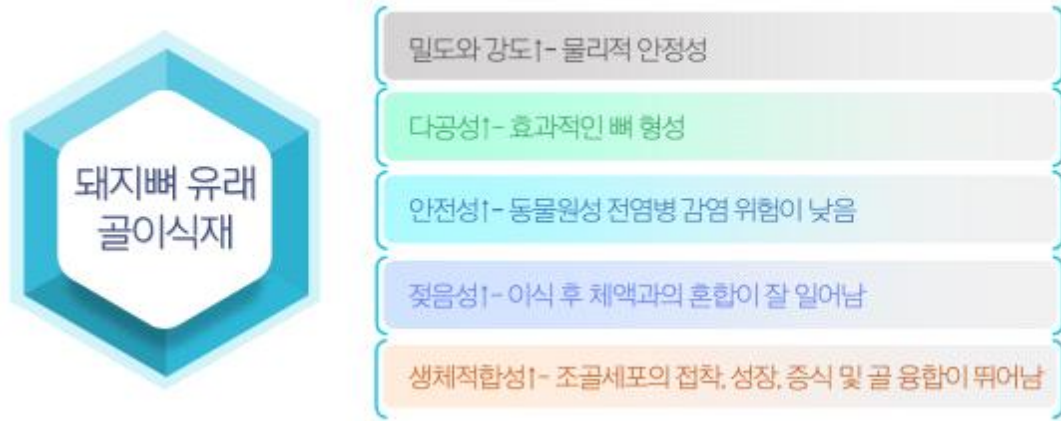 돼지뼈 유래
골이식재
밀도와 강도↑- 물리적 안정성
다공성↑- 효과적인 뼈 형성
안전성↑- 동물원성 전염병 감염 위험이 낮음
젖음성↑- 이식 후 체액과의 혼합이 잘 일어남
생체적합성↑- 조골세포의 접착, 성장, 증식 및 골 융합이 뛰어남